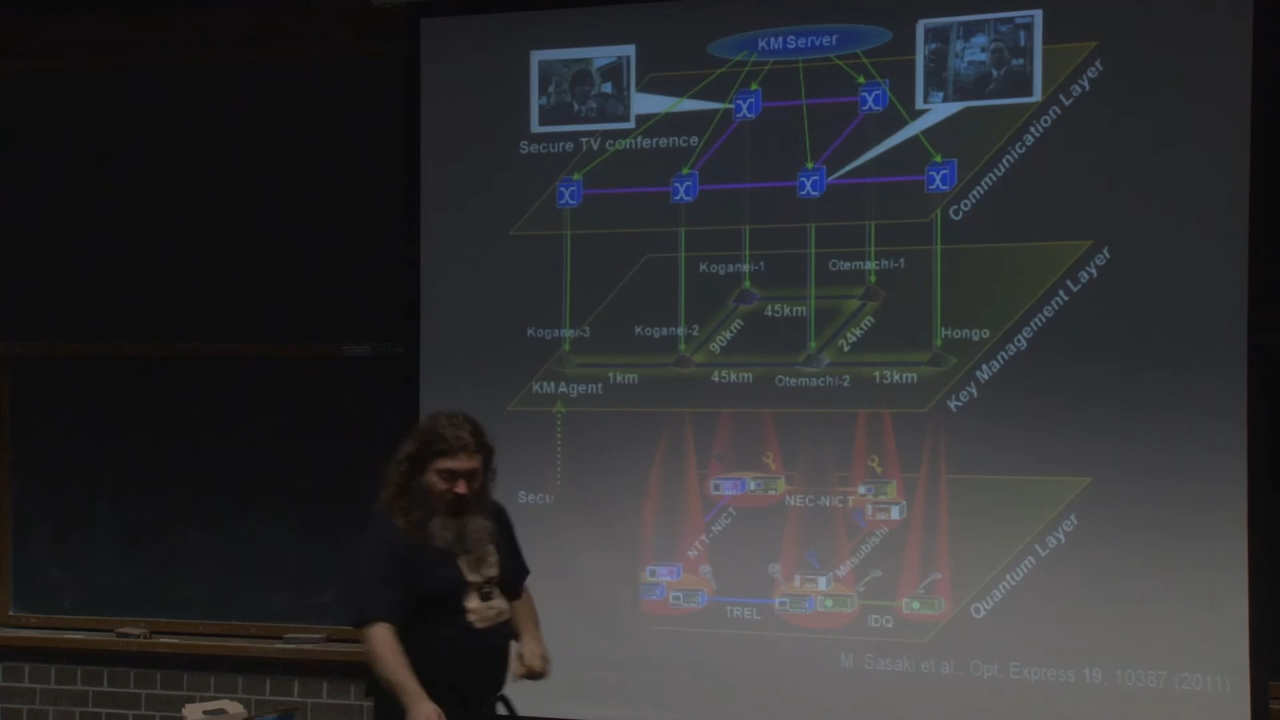 KM Server
Secure TV conference
Communication Layer
Koganei-1
Otemachi-1
45km
90km
24km
Koganei-3
Koganei-2
Hongo
1km
45km
Otemachi-2
13km
KM Agent
Key Management Layer
Secu
NEC-NICT
NTT-NICT
Mitsubishi
TREL
IDQ
Quantum Layer
M. Sasaki et al., Opt. Express 19, 10387 (2011)